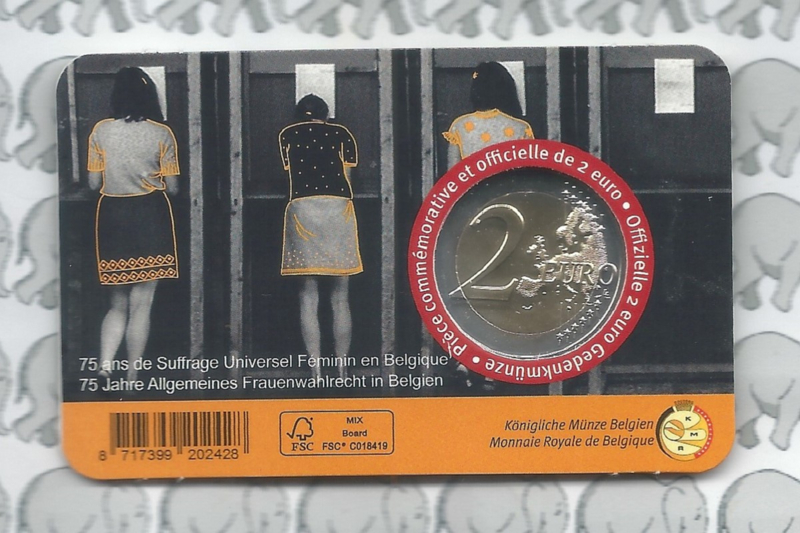 Pièce commémorative et officielle de 2 euro • Offizielle 2 euro Gedenkmünze •
2 EURO
75 ans de Suffrage Universel Féminin en Belgique
75 Jahre Allgemeines Frauenwahlrecht in Belgien
8 717399 202428
FSC
MIX
Board
FSC® C018419
Königliche Münze Belgien
Monnaie Royale de Belgique
K M R